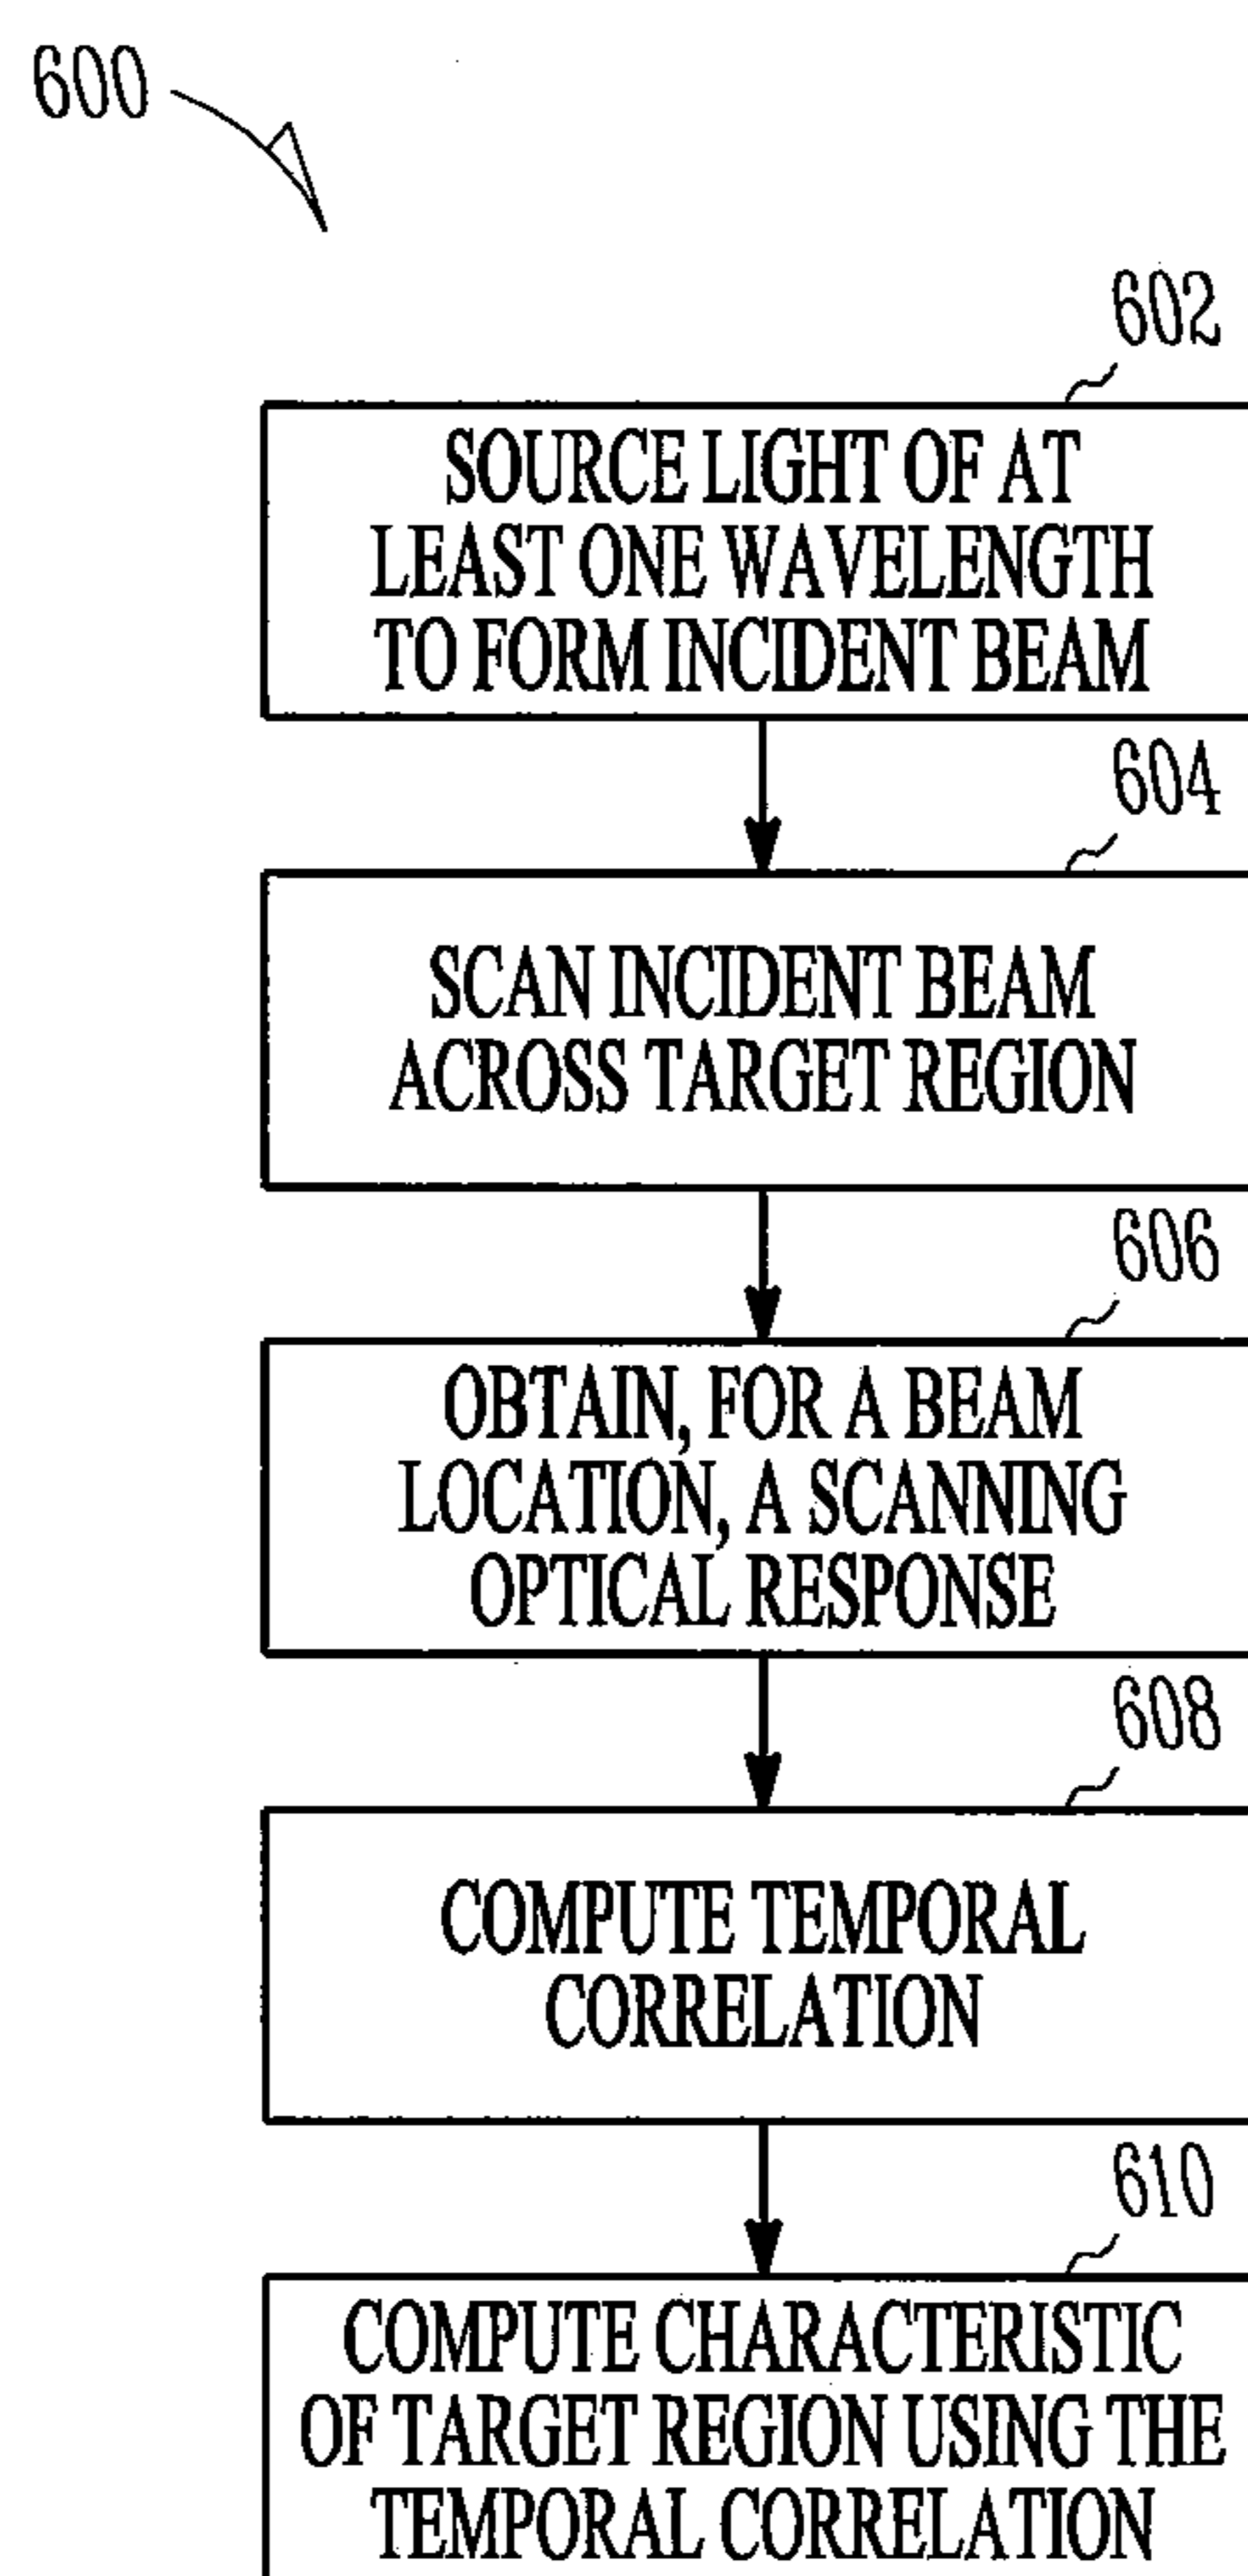 600
602
SOURCE LIGHT OF AT
LEAST ONE WAVELENGTH
TO FORM INCIDENT BEAM
604
SCAN INCIDENT BEAM
ACROSS TARGET REGION
606
OBTAIN, FOR A BEAM
LOCATION, A SCANNING
OPTICAL RESPONSE
608
COMPUTE TEMPORAL
CORRELATION
610
COMPUTE CHARACTERISTIC
OF TARGET REGION USING THE
TEMPORAL CORRELATION